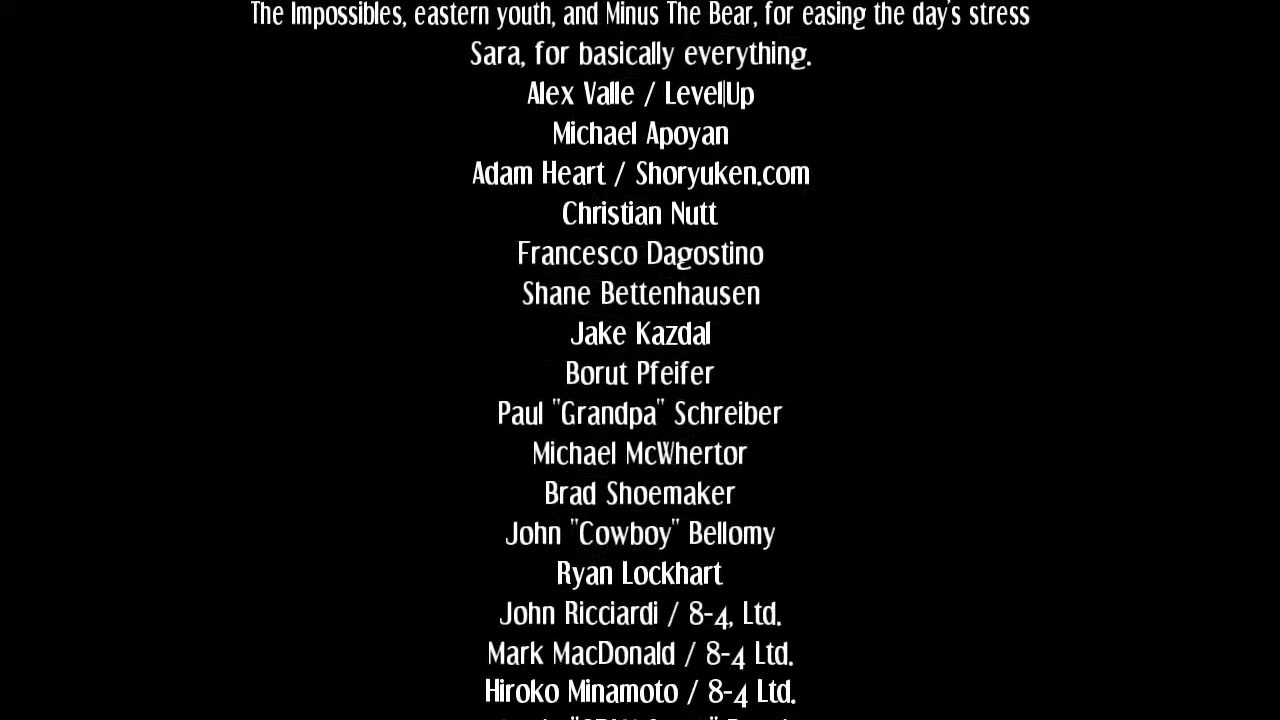 The Impossibles, eastern youth, and Minus The Bear, for easing the day's stress
Sara, for basically everything.
Alex Valle / Level|Up
Michael Apoyan
Adam Heart / Shoryuken.com
Christian Nutt
Francesco Dagostino
Shane Bettenhausen
Jake Kazdal
Borut Pfeifer
Paul "Grandpa" Schreiber
Michael McWhertor
Brad Shoemaker
John "Cowboy" Bellomy
Ryan Lockhart
John Ricciardi / 8-4, Ltd.
Mark MacDonald / 8-4 Ltd.
Hiroko Minamoto / 8-4 Ltd.